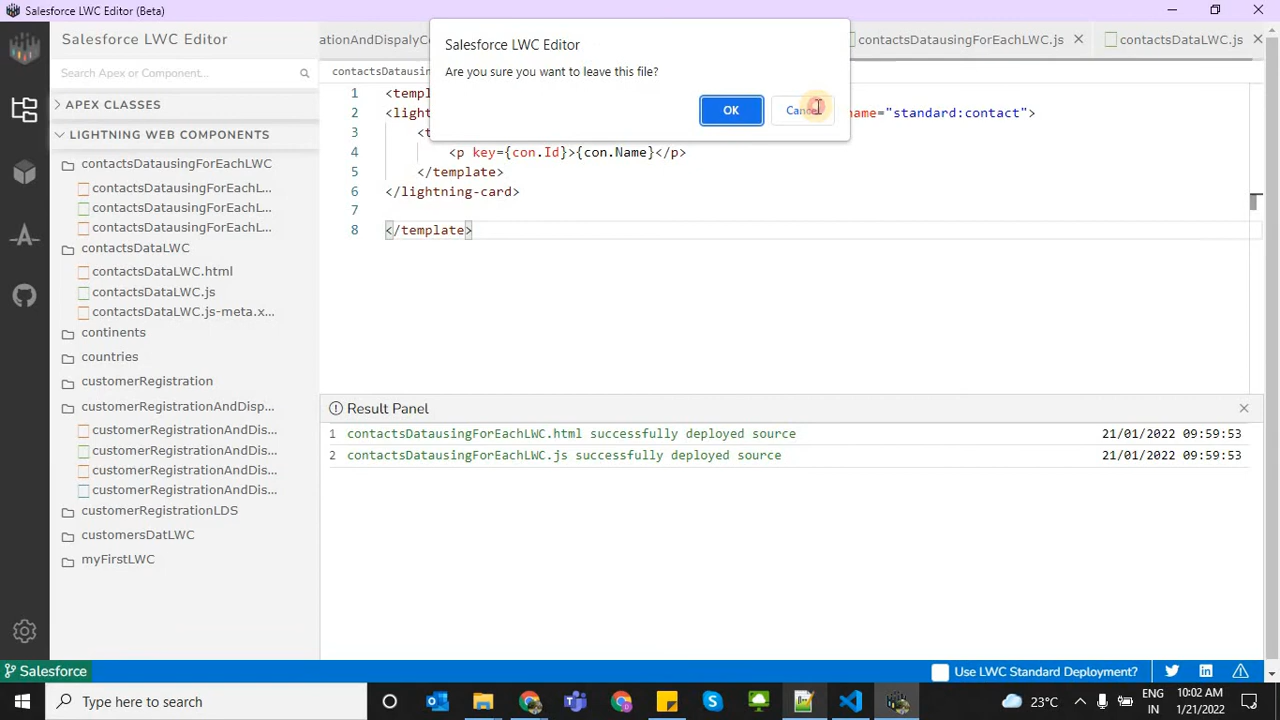 Salesforce LWC Editor (Beta)
Salesforce LWC Editor
Search Apex or Component...
APEX CLASSES
LIGHTNING WEB COMPONENTS
contactsDatausingForEachLWC
contactsDatausingForEachL...
contactsDatausingForEachL...
contactsDatausingForEachL...
contactsDataLWC
contactsDataLWC.html
contactsDataLWC.js
contactsDataLWC.js-meta.x...
continents
countries
customerRegistration
customerRegistrationAndDisp...
customerRegistrationAndDis...
customerRegistrationAndDis...
customerRegistrationAndDis...
customerRegistrationAndDis...
customerRegistrationLDS
customersDatLWC
myFirstLWC
ationAndDispalyC
contactsDatausingForEachLWC.js
contactsDataLWC.js
contactsDatausin
Salesforce LWC Editor
Are you sure you want to leave this file?
OK
Cancel
1 <temp
2 <light name="standard:contact">
3 <t
4 <p key={con.Id}>{con.Name}</p>
5 </template>
6 </lightning-card>
7
8 </template>
Result Panel
1 contactsDatausingForEachLWC.html successfully deployed source 21/01/2022 09:59:53
2 contactsDatausingForEachLWC.js successfully deployed source 21/01/2022 09:59:53
Salesforce
Use LWC Standard Deployment?
Type here to search
23°C
ENG
IN
10:02 AM
1/21/2022